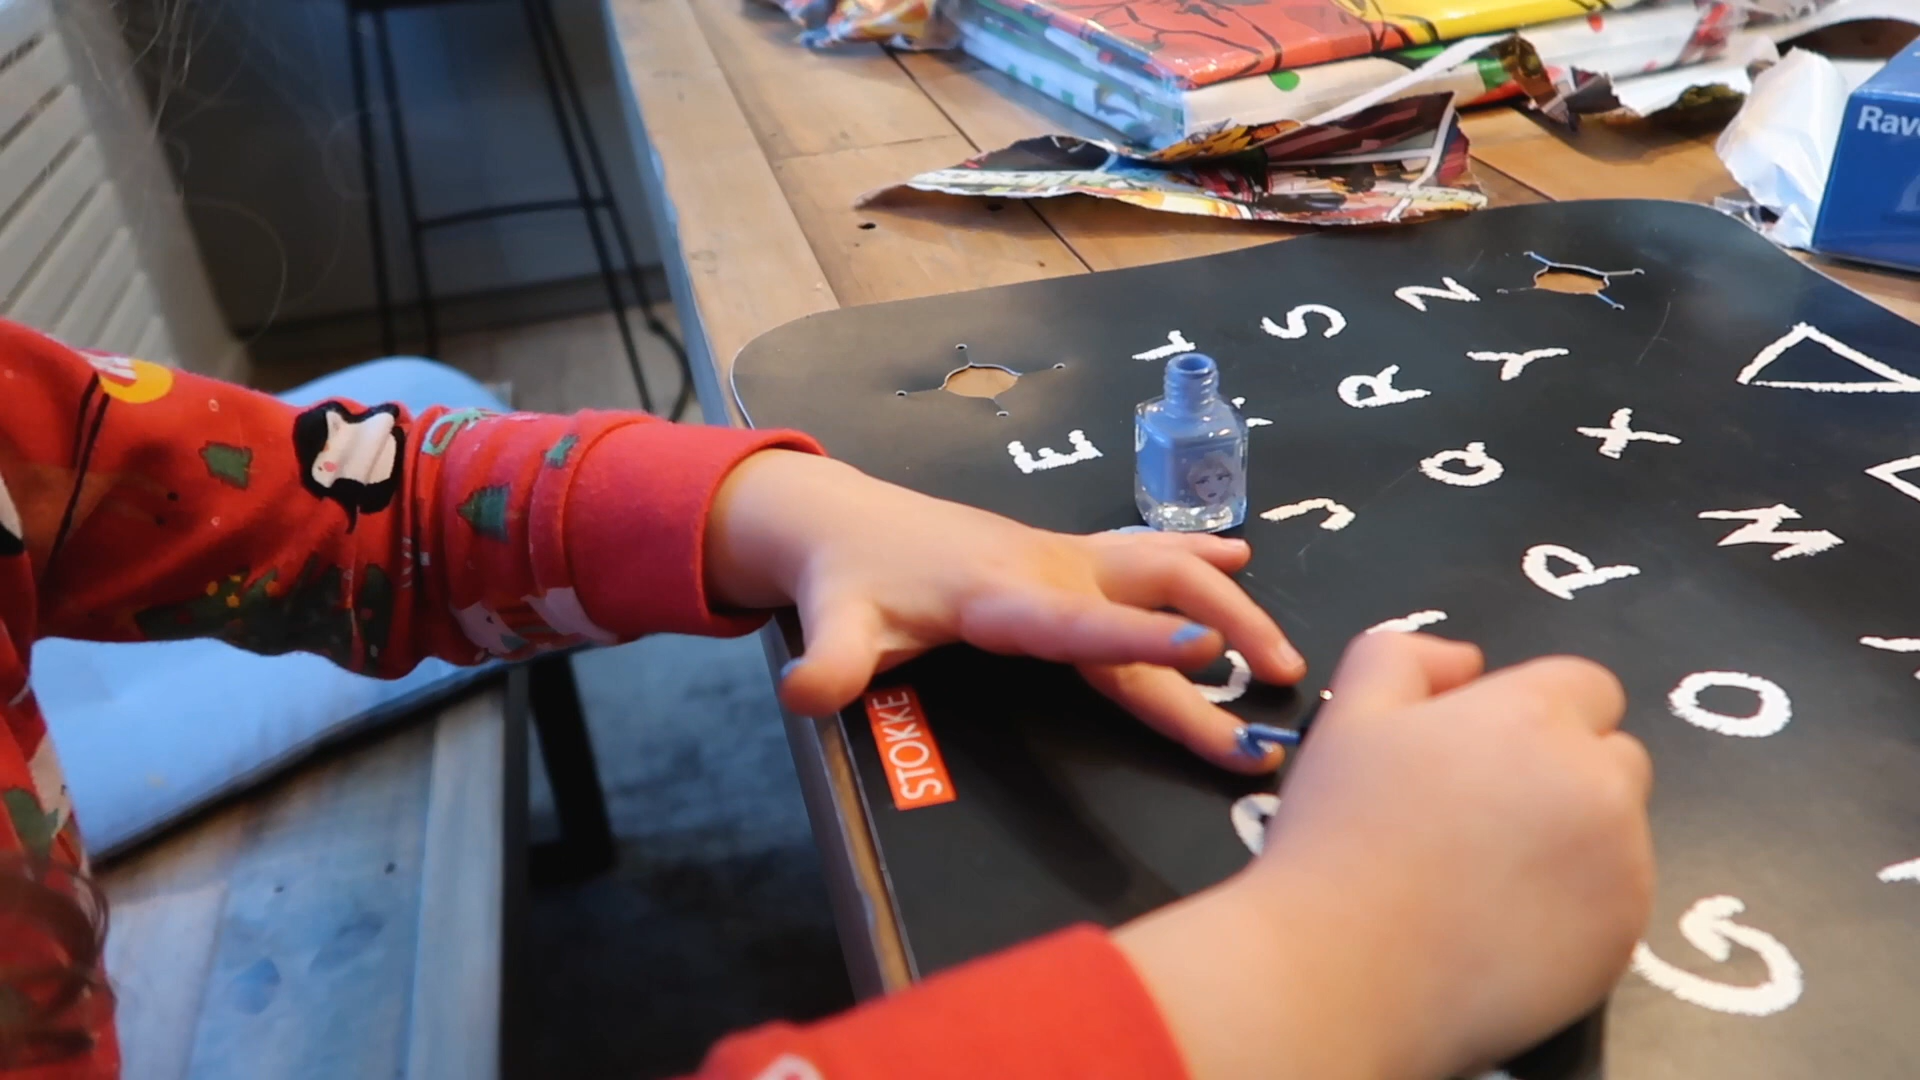 Rav
E L S Z
R Y
J Q X
P W
O
G
STOKKE